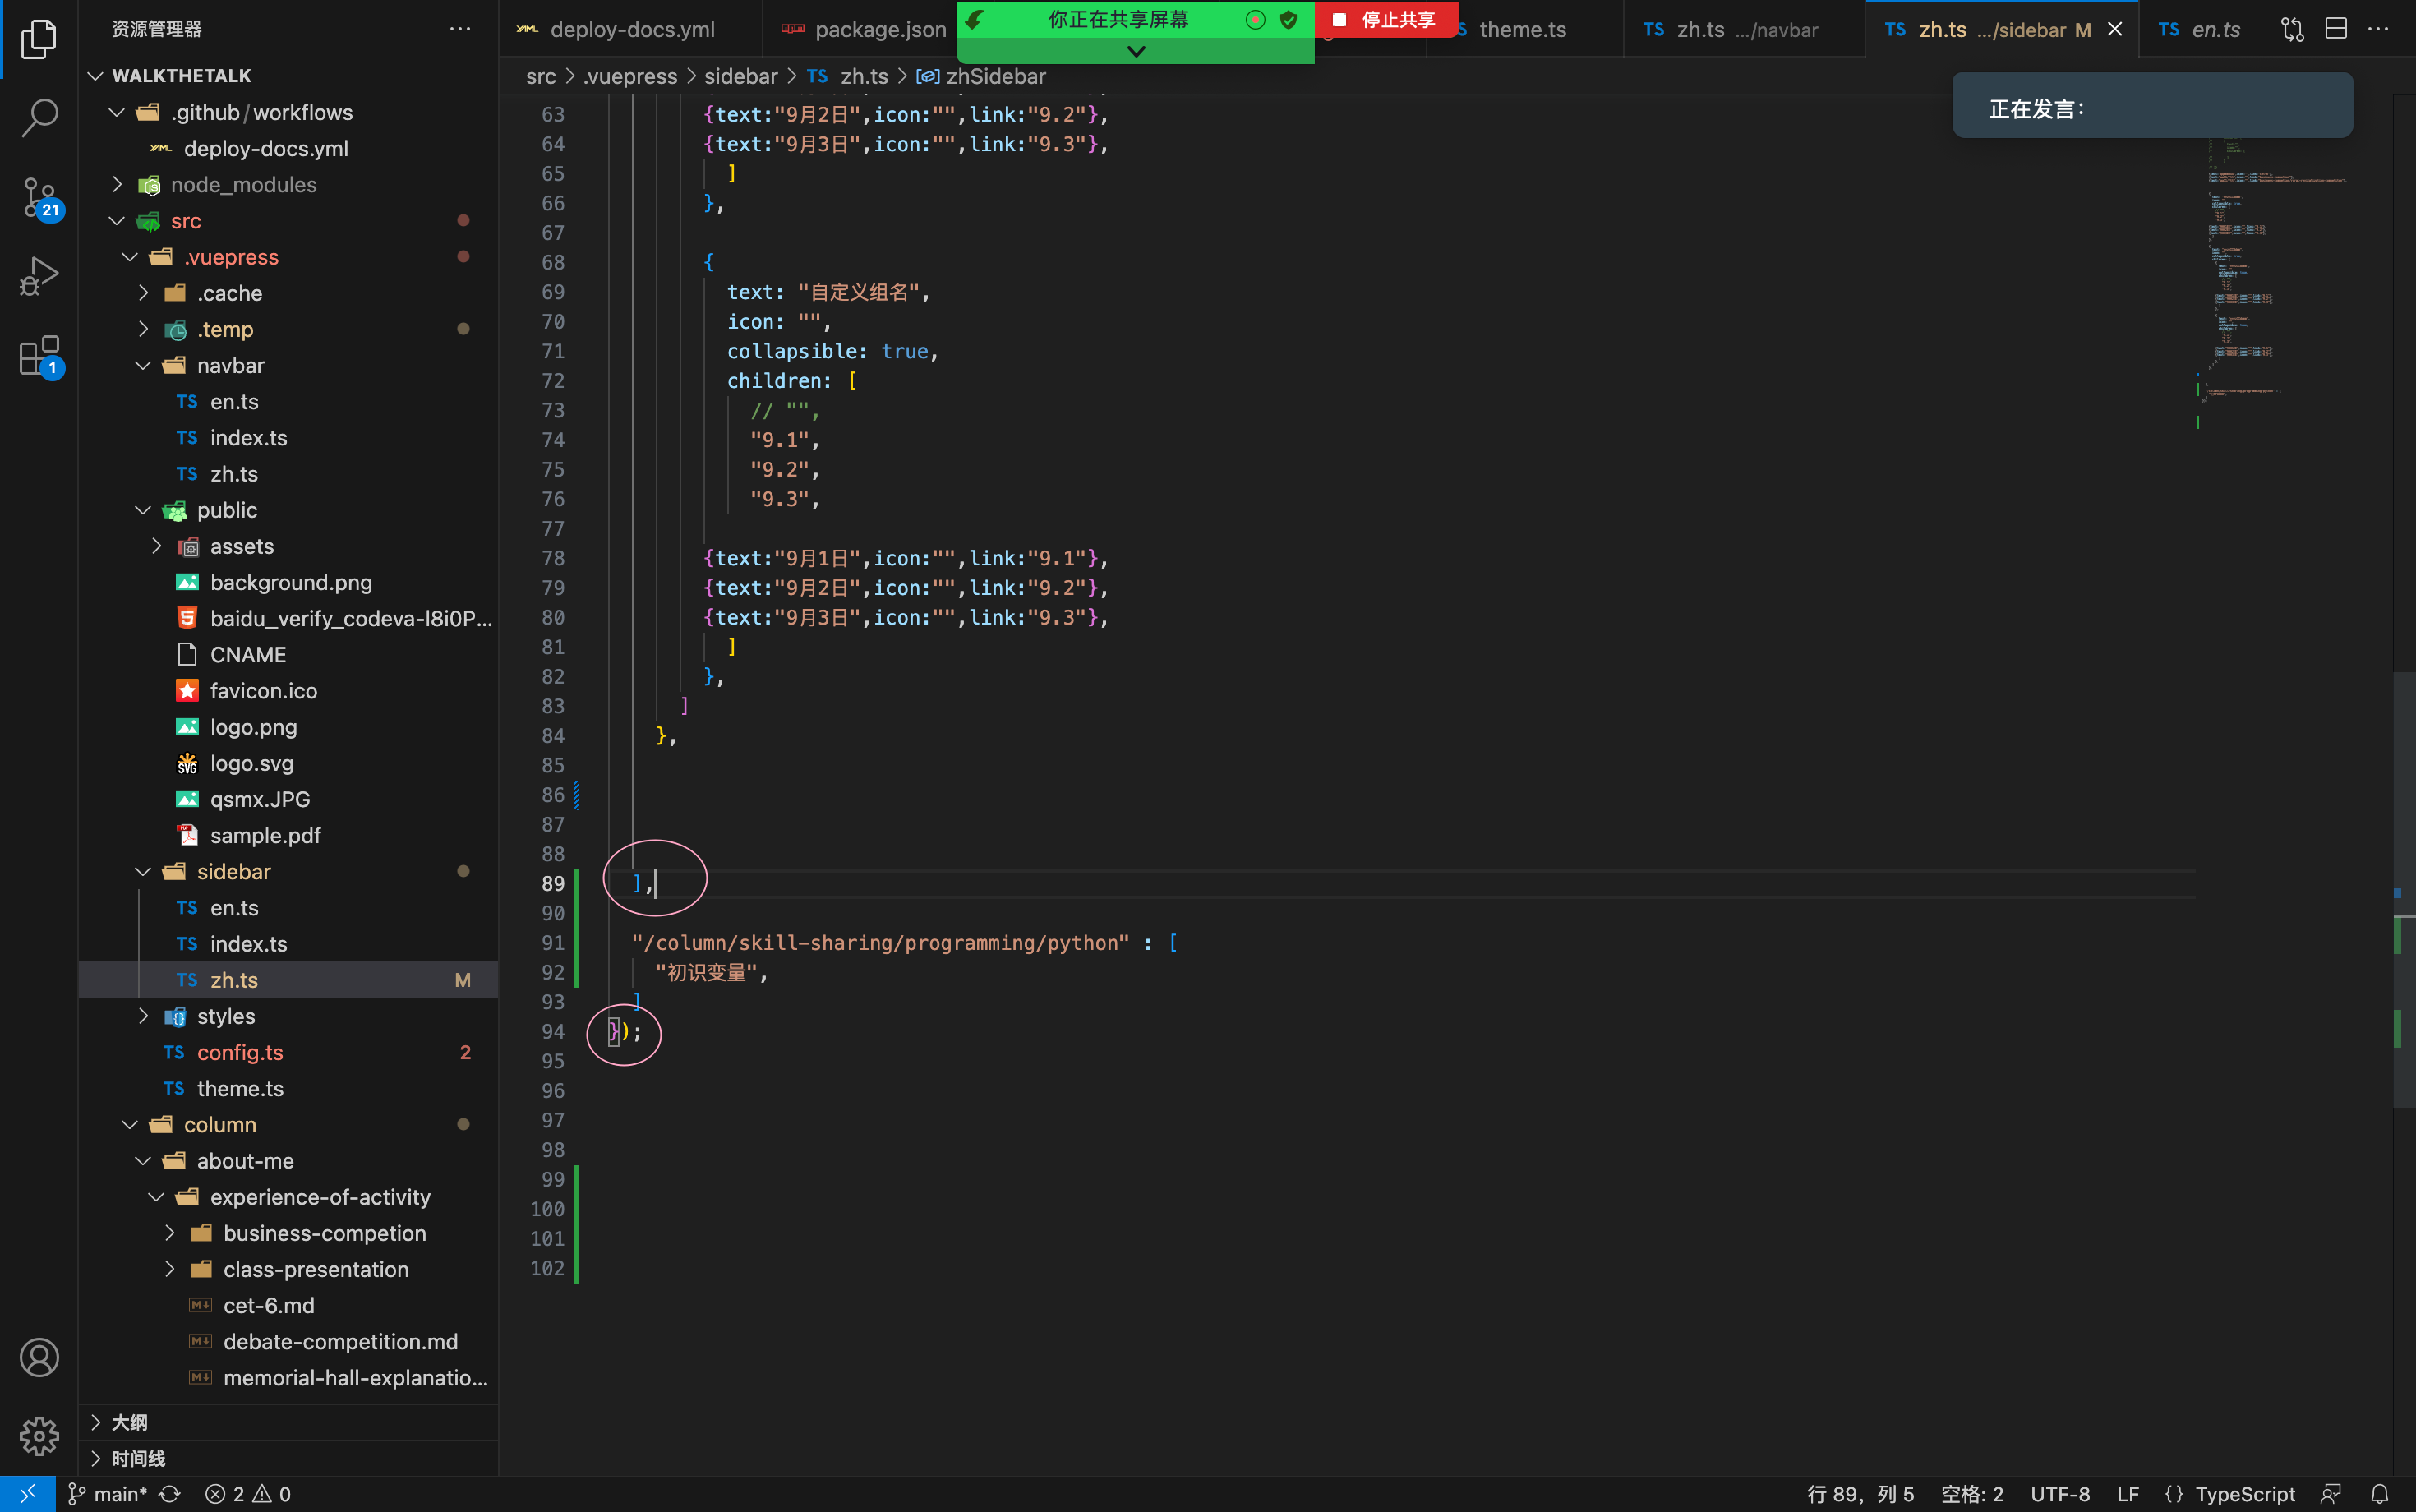 资源管理器
deploy-docs.yml
package.json
你正在共享屏幕
停止共享
theme.ts
zh.ts .../navbar
zh.ts .../sidebar M
en.ts
正在发言:
WALKTHETALK
.github/workflows
deploy-docs.yml
node_modules
src
.vuepress
.cache
.temp
navbar
TS en.ts
TS index.ts
TS zh.ts
public
assets
background.png
baidu_verify_codeva-l8i0P...
CNAME
favicon.ico
logo.png
logo.svg
qsmx.JPG
sample.pdf
sidebar
TS en.ts
TS index.ts
TS zh.ts M
styles
TS config.ts 2
TS theme.ts
column
about-me
experience-of-activity
business-competion
class-presentation
cet-6.md
debate-competition.md
memorial-hall-explanatio...
大纲
时间线
21
1
src > .vuepress > sidebar > TS zh.ts > zhSidebar
63 {text:"9月2日",icon:"",link:"9.2"},
64 {text:"9月3日",icon:"",link:"9.3"},
65 ]
66 },
67
68 {
69 text: "自定义组名",
70 icon: "",
71 collapsible: true,
72 children: [
73 // "",
74 "9.1",
75 "9.2",
76 "9.3",
77
78 {text:"9月1日",icon:"",link:"9.1"},
79 {text:"9月2日",icon:"",link:"9.2"},
80 {text:"9月3日",icon:"",link:"9.3"},
81 ]
82 },
83 ]
84 },
85
86
87
88
89 ],
90
91 "/column/skill-sharing/programming/python" : [
92 "初识变量",
93 ]
94 });
95
96
97
98
99
100
101
102
main* 2 0
行 89，列 5 空格: 2 UTF-8 LF {} TypeScript